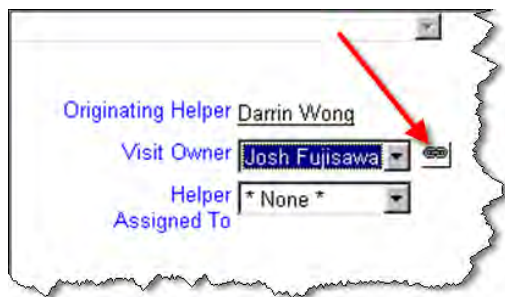 Originating Helper Darrin Wong
Visit Owner Josh Fujisawa
Helper * None *
Assigned To